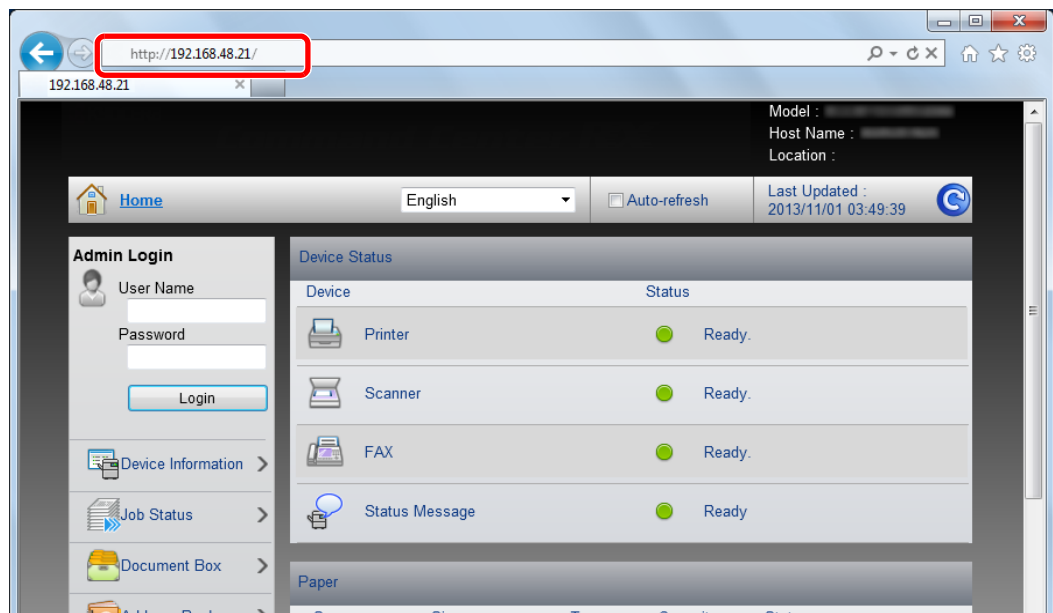 http://192.168.48.21/
192.168.48.21
Model :
Host Name :
Location :
Home
English
Auto-refresh
Last Updated :
2013/11/01 03:49:39
Admin Login
User Name
Password
Login
Device Information
Job Status
Document Box
Device Status
Device Status
Printer Ready.
Scanner Ready.
FAX Ready.
Status Message Ready
Paper